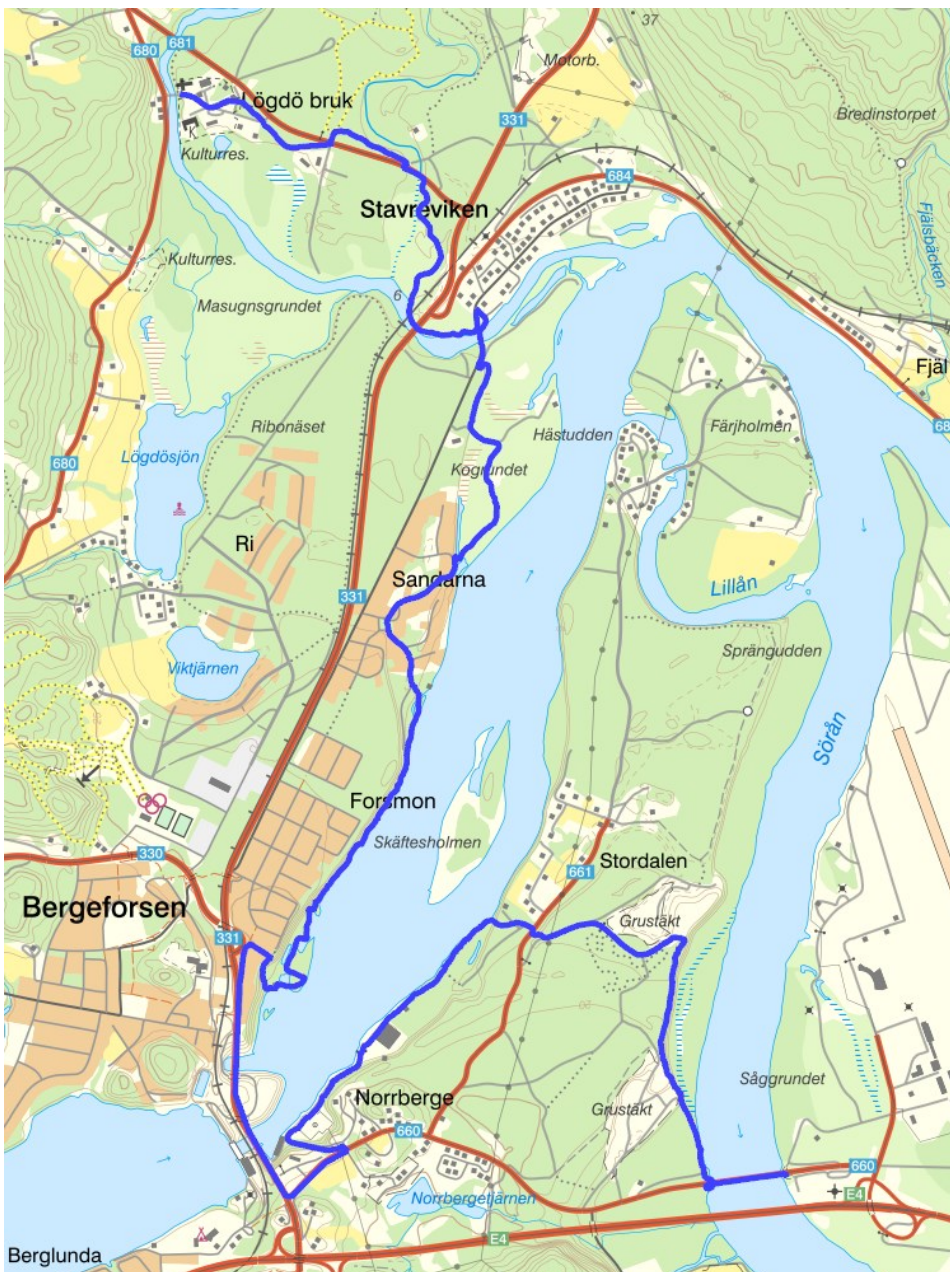 37
680
681
Motorb.
Lögdö bruk
331
Bredinstorpet
K
Kulturres.
684
Stavreviken
Fjälsbäcken
Kulturres.
6
Masugnsgrundet
Fjäl
Ribonäset
Hästudden
Färjholmen
68
680
Lögdösjön
Kogrundet
Ri
Sandarna
331
Lillån
Sprängudden
Viktjärnen
Sörån
Forsmon
Skäftesholmen
330
Stordalen
661
Bergeforsen
331
Grustäkt
Såggrundet
Norrberge
Grustäkt
660
660
Norrbergetjärnen
E4
E4
Berglunda